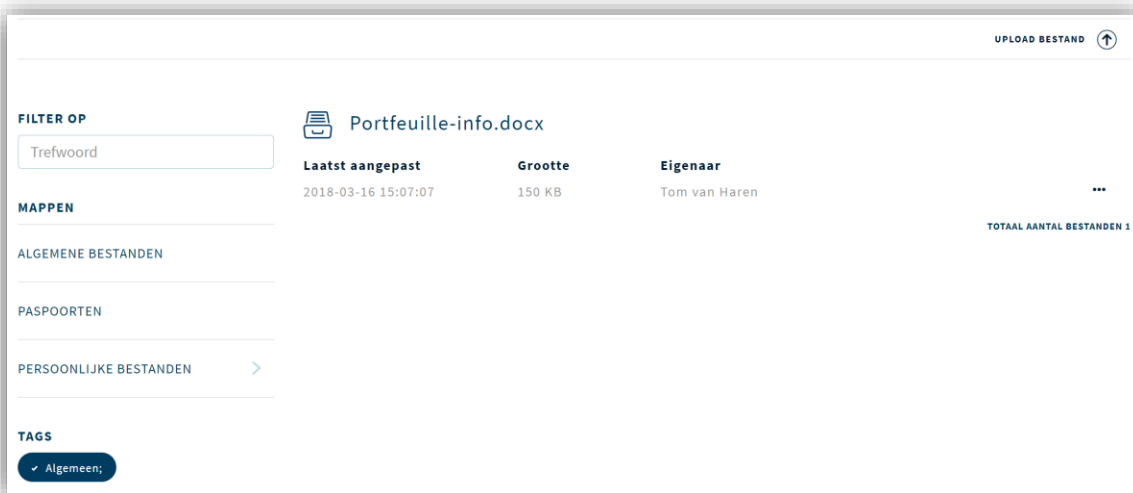 UPLOAD BESTAND
FILTER OP
Trefwoord
MAPPEN
ALGEMENE BESTANDEN
PASPOORTEN
PERSOONLIJKE BESTANDEN
TAGS
✓ Algemeen;
Portfeuille-info.docx
Laatst aangepast Grootte Eigenaar
2018-03-16 15:07:07 150 KB Tom van Haren
TOTAAL AANTAL BESTANDEN 1